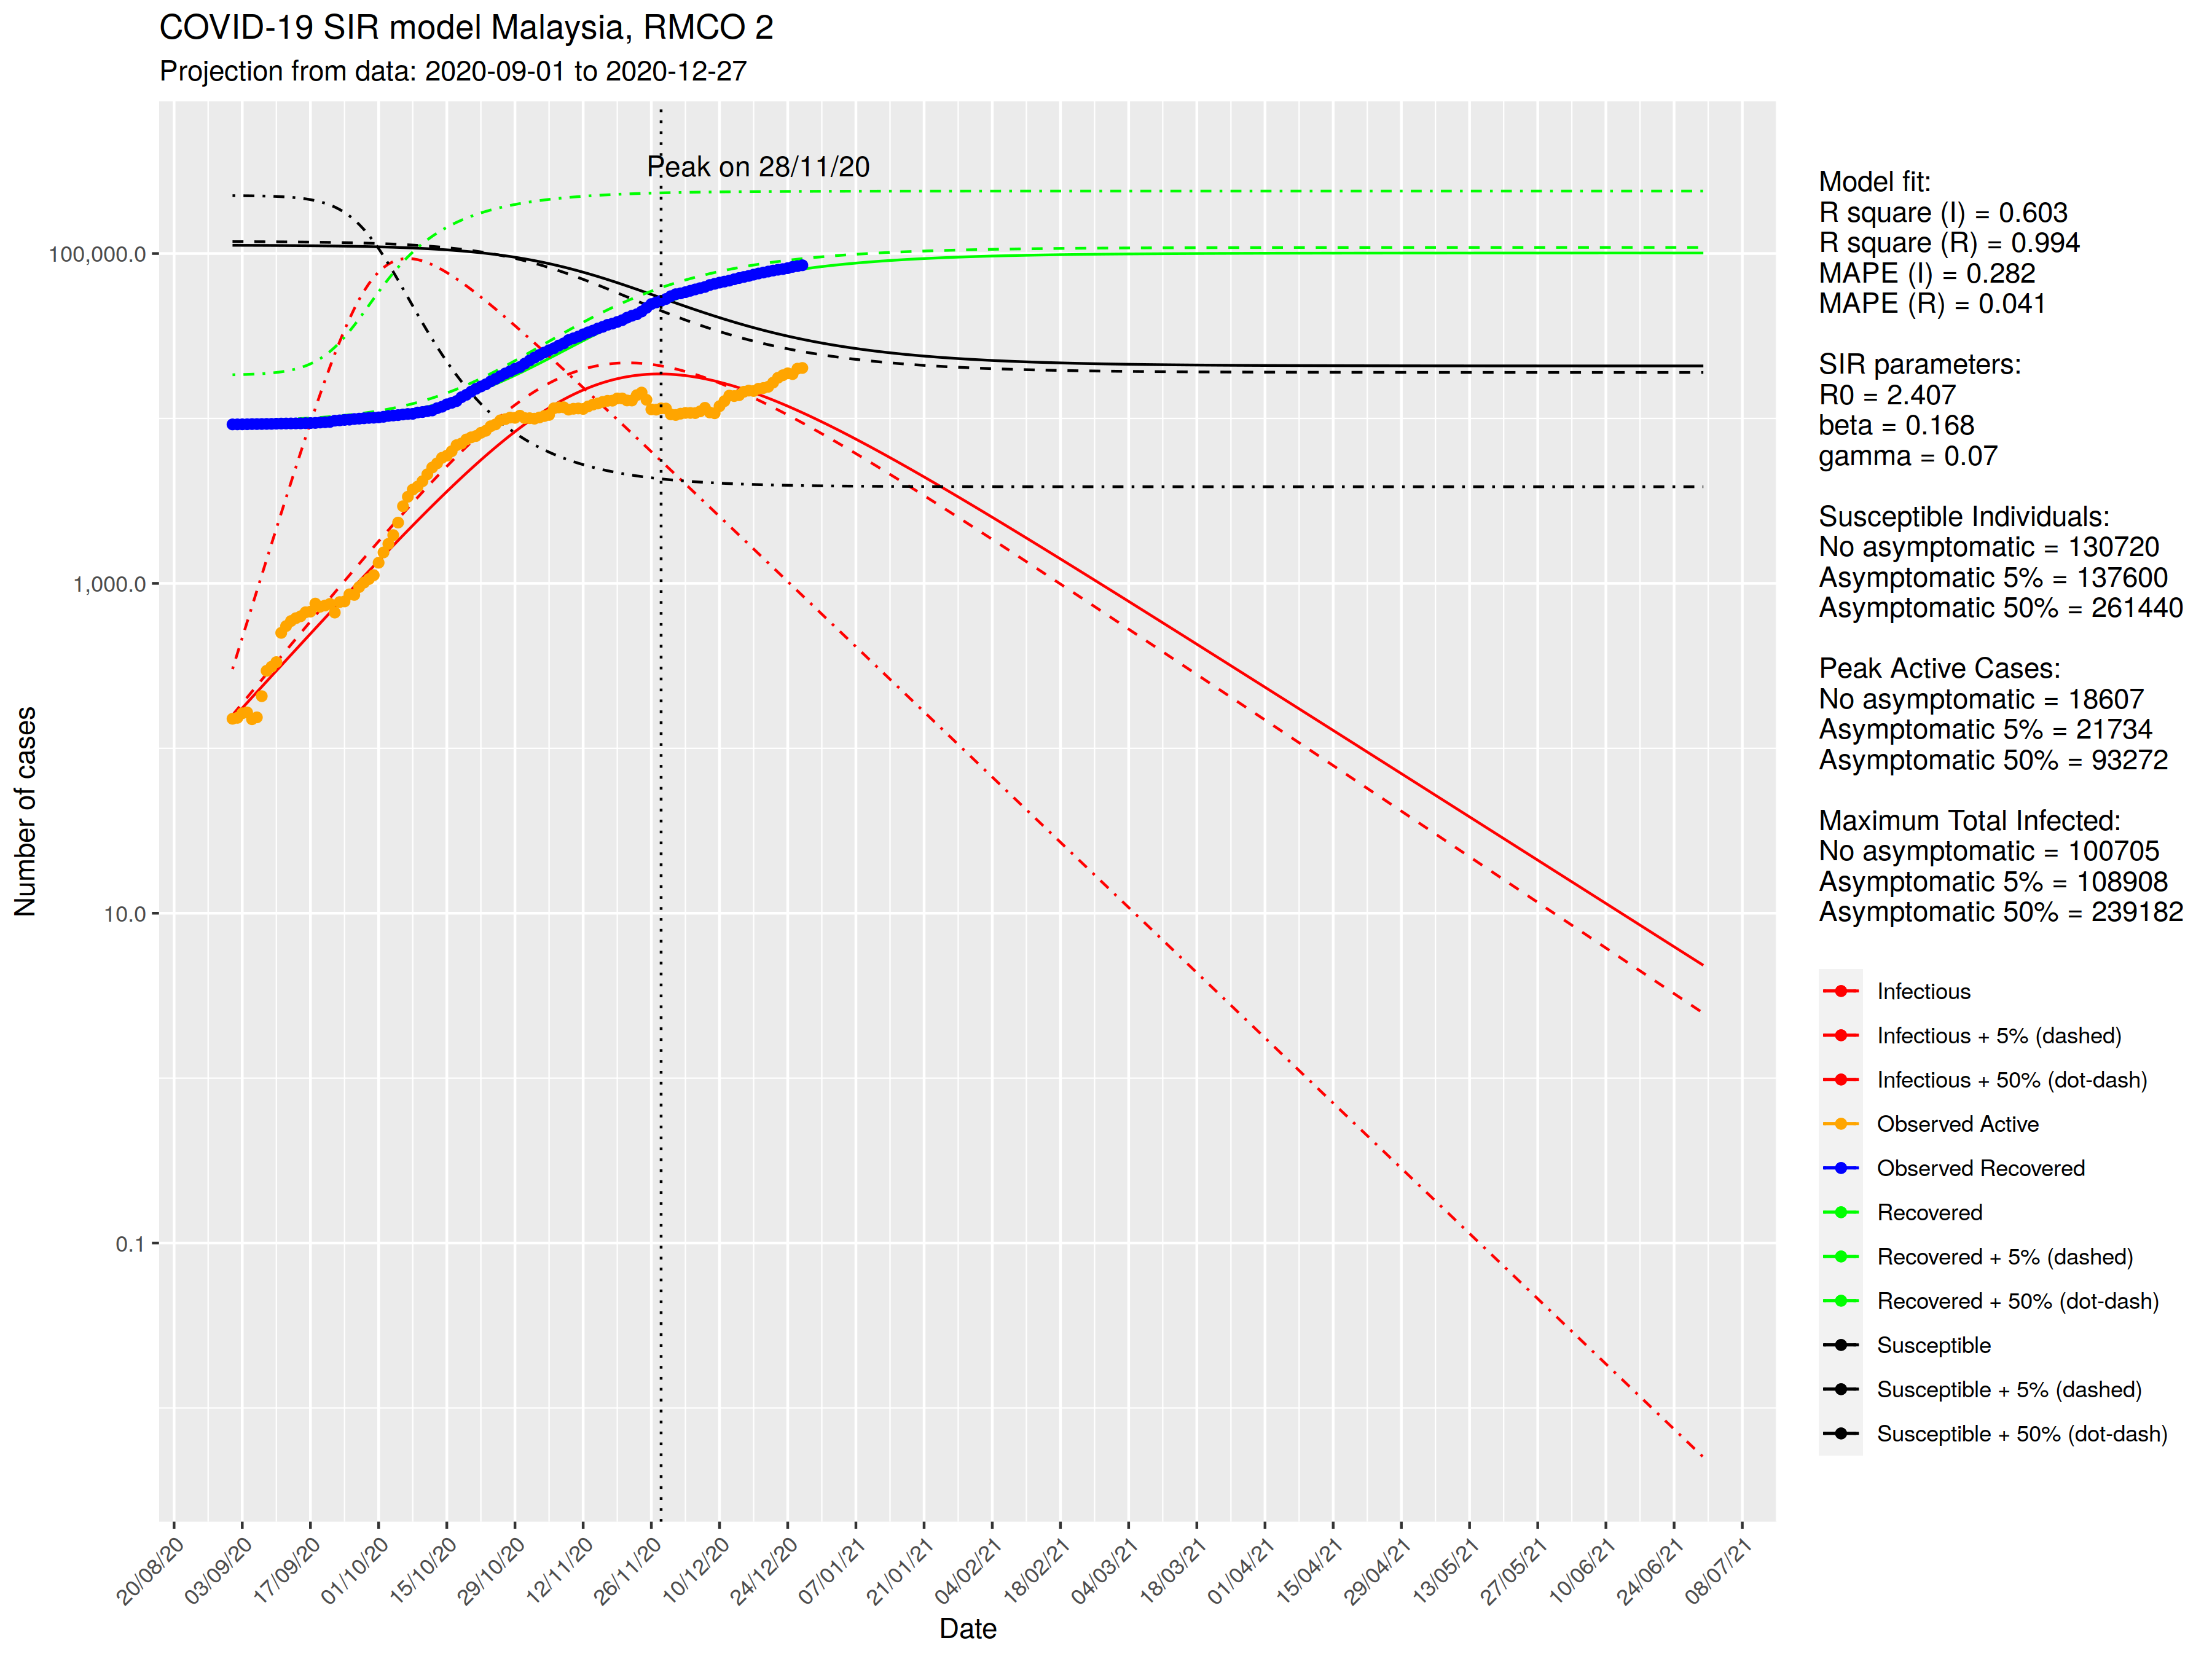 COVID-19 SIR model Malaysia, RMCO 2
Projection from data: 2020-09-01 to 2020-12-27
Peak on 28/11/20
Number of cases
100,000.0
1,000.0
10.0
0.1
20/08/20
03/09/20
17/09/20
01/10/20
15/10/20
29/10/20
12/11/20
26/11/20
10/12/20
24/12/20
07/01/21
21/01/21
04/02/21
18/02/21
04/03/21
18/03/21
01/04/21
15/04/21
29/04/21
13/05/21
27/05/21
10/06/21
24/06/21
08/07/21
Date
Model fit:
R square (I) = 0.603
R square (R) = 0.994
MAPE (I) = 0.282
MAPE (R) = 0.041
SIR parameters:
R0 = 2.407
beta = 0.168
gamma = 0.07
Susceptible Individuals:
No asymptomatic = 130720
Asymptomatic 5% = 137600
Asymptomatic 50% = 261440
Peak Active Cases:
No asymptomatic = 18607
Asymptomatic 5% = 21734
Asymptomatic 50% = 93272
Maximum Total Infected:
No asymptomatic = 100705
Asymptomatic 5% = 108908
Asymptomatic 50% = 239182
Infectious
Infectious + 5% (dashed)
Infectious + 50% (dot-dash)
Observed Active
Observed Recovered
Recovered
Recovered + 5% (dashed)
Recovered + 50% (dot-dash)
Susceptible
Susceptible + 5% (dashed)
Susceptible + 50% (dot-dash)